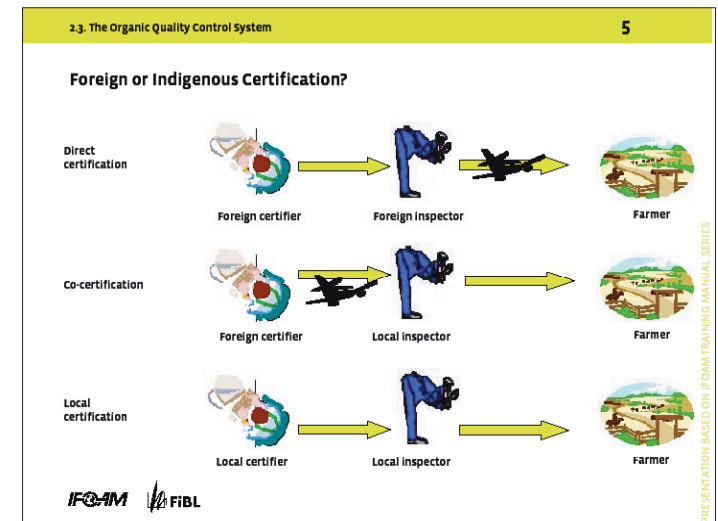 2.3. The Organic Quality Control System
5
Foreign or Indigenous Certification?
Direct
certification
Foreign certifier
Foreign inspector
Farmer
Co-certification
Foreign certifier
Local inspector
Farmer
Local
certification
Local certifier
Local inspector
Farmer
IFOAM
FiBL
PRESENTATION BASED ON IFOAM TRAINING MANUAL SERIES